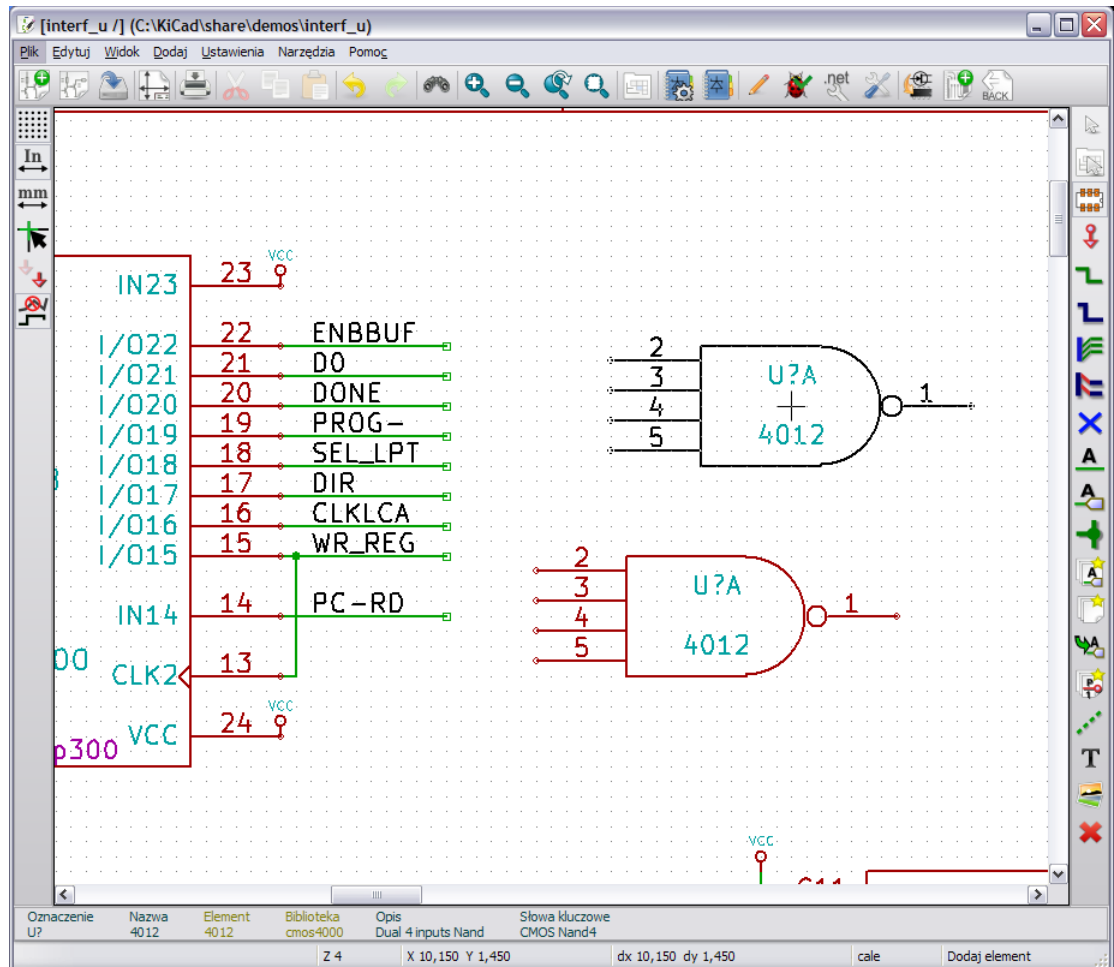 [interf_u /] (C:\KiCad\share\demos\interf_u)
Plik Edytuj Widok Dodaj Ustawienia Narzędzia Pomoc
.net
BACK
In
mm
VCC
IN23 23
I/O22 22 ENBBUF
I/O21 21 DO
I/O20 20 DONE
I/O19 19 PROG-
I/O18 18 SEL_LPT
I/O17 17 DIR
I/O16 16 CLKLCA
I/O15 15 WR_REG
IN14 14 PC-RD
00
CLK2 13
VCC
VCC 24
p300
2
3
4
5
U?A
4012
1
2
3
4
5
U?A
4012
1
VCC
A
A
A
A
P
1
T
Oznaczenie Nazwa Element Biblioteka Opis Słowa kluczowe
U? 4012 4012 cmos4000 Dual 4 inputs Nand CMOS Nand4
Z 4 X 10,150 Y 1,450 dx 10,150 dy 1,450 cale Dodaj element